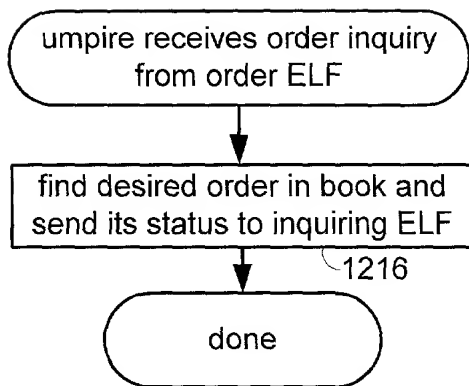 umpire receives order inquiry
from order ELF
find desired order in book and
send its status to inquiring ELF
1216
done